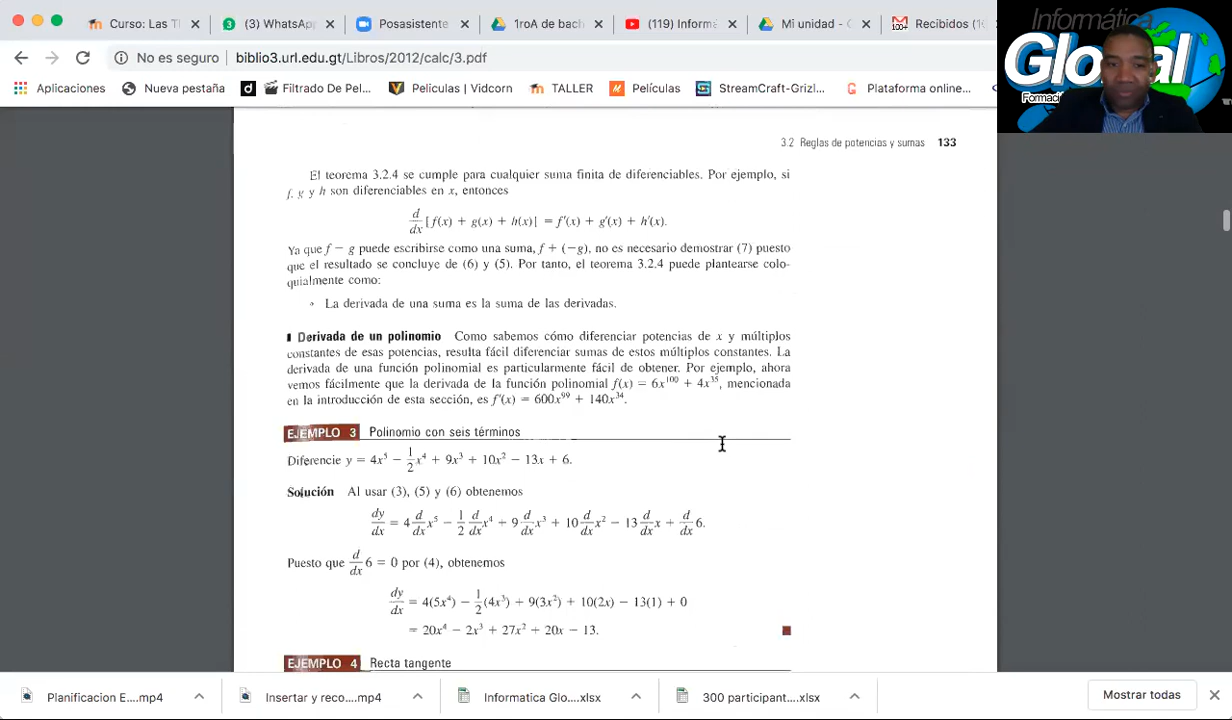 Curso: Las T
(3) WhatsApp
Posasistente
1roA de bach
(119) Informá
Mi unidad - 
Recibidos (1
Informática
Global
Formació
No es seguro | biblio3.url.edu.gt/Libros/2012/calc/3.pdf
Aplicaciones
Nueva pestaña
Filtrado De Pel...
Peliculas | Vidcorn
TALLER
Películas
StreamCraft-Grizl...
Plataforma online...
3.2 Reglas de potencias y sumas 133
El teorema 3.2.4 se cumple para cualquier suma finita de diferenciables. Por ejemplo, si
f, g y h son diferenciables en x, entonces
d/dx [f(x) + g(x) + h(x)] = f'(x) + g'(x) + h'(x).
Ya que f − g puede escribirse como una suma, f + (−g), no es necesario demostrar (7) puesto
que el resultado se concluye de (6) y (5). Por tanto, el teorema 3.2.4 puede plantearse colo-
quialmente como:
• La derivada de una suma es la suma de las derivadas.
Derivada de un polinomio Como sabemos cómo diferenciar potencias de x y múltiplos
constantes de esas potencias, resulta fácil diferenciar sumas de estos múltiplos constantes. La
derivada de una función polinomial es particularmente fácil de obtener. Por ejemplo, ahora
vemos fácilmente que la derivada de la función polinomial f(x) = 6x¹⁰⁰ + 4x³⁵, mencionada
en la introducción de esta sección, es f'(x) = 600x⁹⁹ + 140x³⁴.
EJEMPLO 3 Polinomio con seis términos
Diferencie y = 4x⁵ − 1/2 x⁴ + 9x³ + 10x² − 13x + 6.
Solución Al usar (3), (5) y (6) obtenemos
dy/dx = 4 d/dx x⁵ − 1/2 d/dx x⁴ + 9 d/dx x³ + 10 d/dx x² − 13 d/dx x + d/dx 6.
Puesto que d/dx 6 = 0 por (4), obtenemos
dy/dx = 4(5x⁴) − 1/2 (4x³) + 9(3x²) + 10(2x) − 13(1) + 0
= 20x⁴ − 2x³ + 27x² + 20x − 13.
EJEMPLO 4 Recta tangente
Planificacion E....mp4
Insertar y reco....mp4
Informatica Glo....xlsx
300 participant....xlsx
Mostrar todas